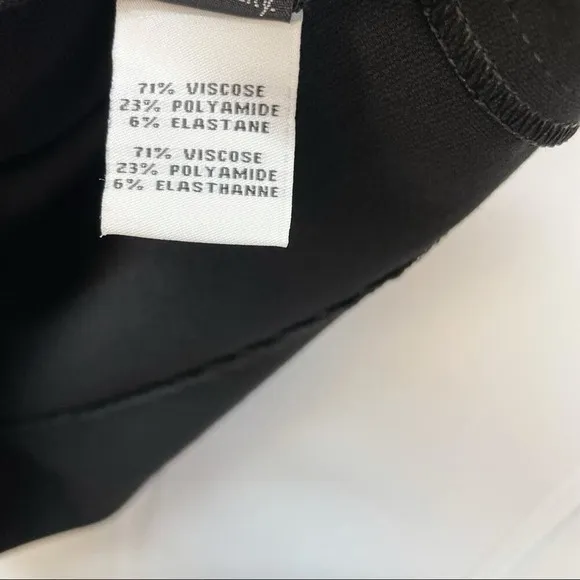 71% VISCOSE
23% POLYAMIDE
6% ELASTANE
71% VISCOSE
23% POLYAMIDE
6% ELASTHANNE